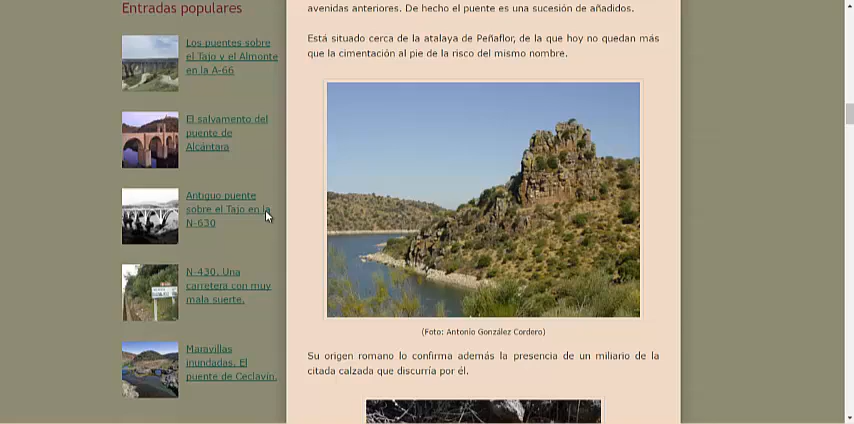 Entradas populares
Los puentes sobre
el Tajo y el Almonte
en la A-66
El salvamento del
puente de
Alcántara
Antiguo puente
sobre el Tajo en la
N-630
N-430. Una
carretera con muy
mala suerte.
Maravillas
inundadas. El
puente de Ceclavín.
avenidas anteriores. De hecho el puente es una sucesión de añadidos.
Está situado cerca de la atalaya de Peñaflor, de la que hoy no quedan más
que la cimentación al pie de la risco del mismo nombre.
(Foto: Antonio González Cordero)
Su origen romano lo confirma además la presencia de un miliario de la
citada calzada que discurría por él.